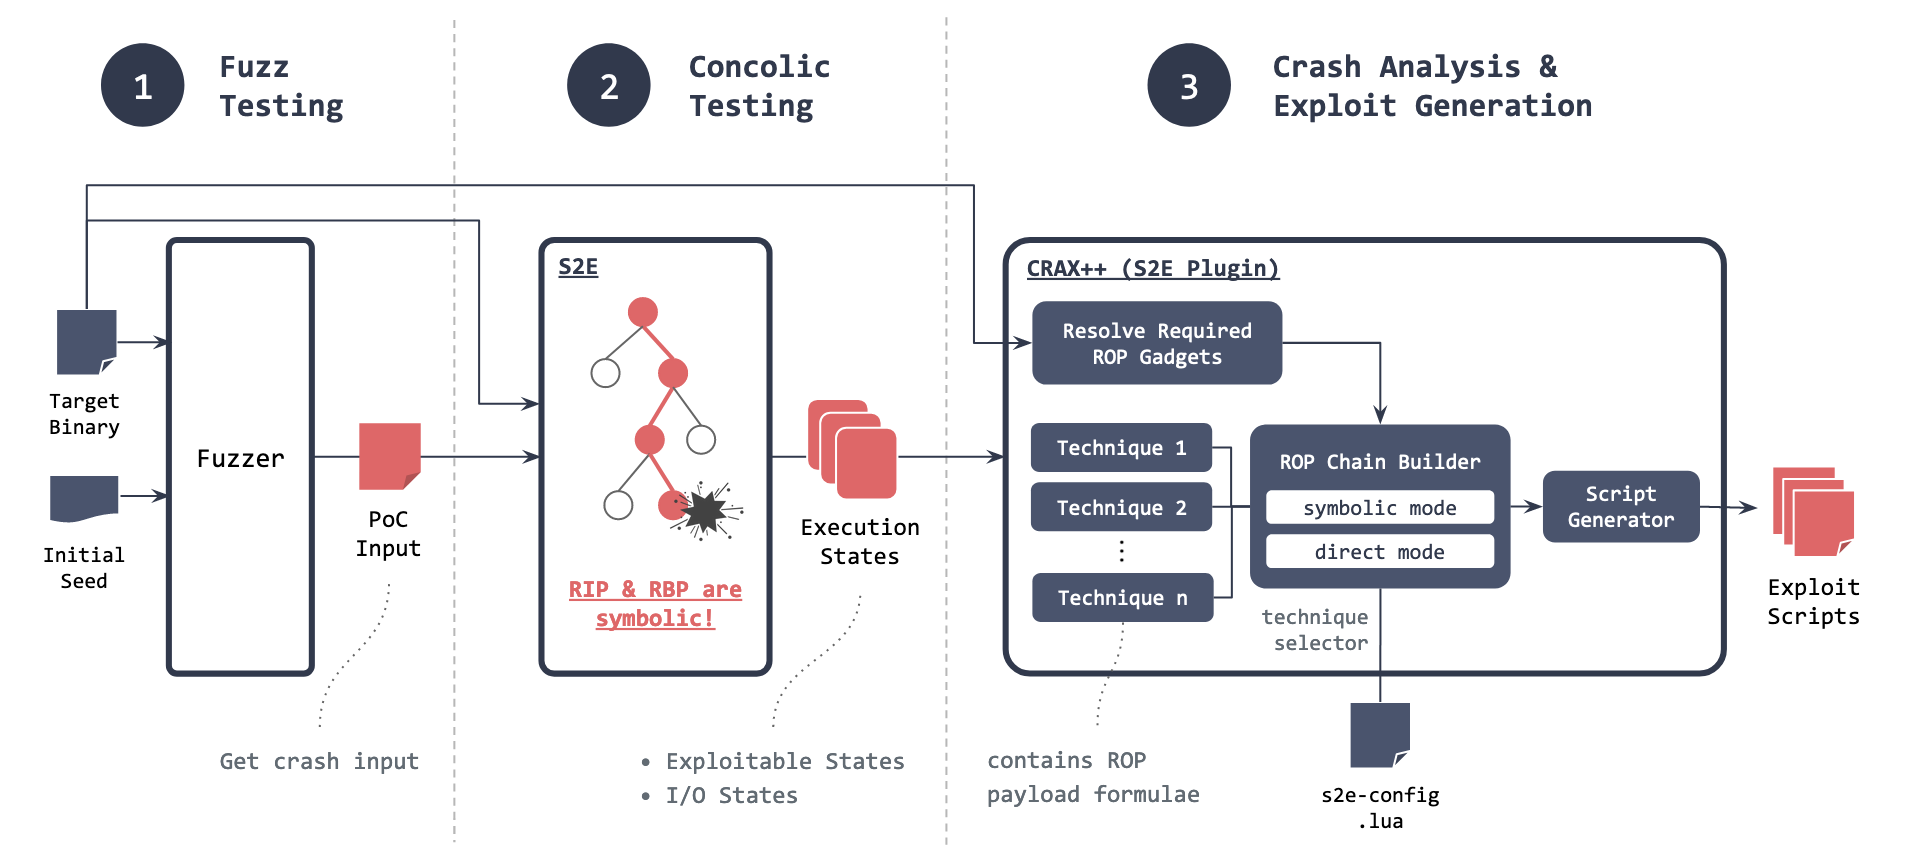 1
Fuzz
Testing
2
Concolic
Testing
3
Crash Analysis &
Exploit Generation
Target
Binary
Initial
Seed
Fuzzer
PoC
Input
Get crash input
S2E
RIP & RBP are
symbolic!
Execution
States
• Exploitable States
• I/O States
CRAX++ (S2E Plugin)
Resolve Required
ROP Gadgets
Technique 1
Technique 2
⋮
Technique n
contains ROP
payload formulae
ROP Chain Builder
symbolic mode
direct mode
technique
selector
s2e-config
.lua
Script
Generator
Exploit
Scripts